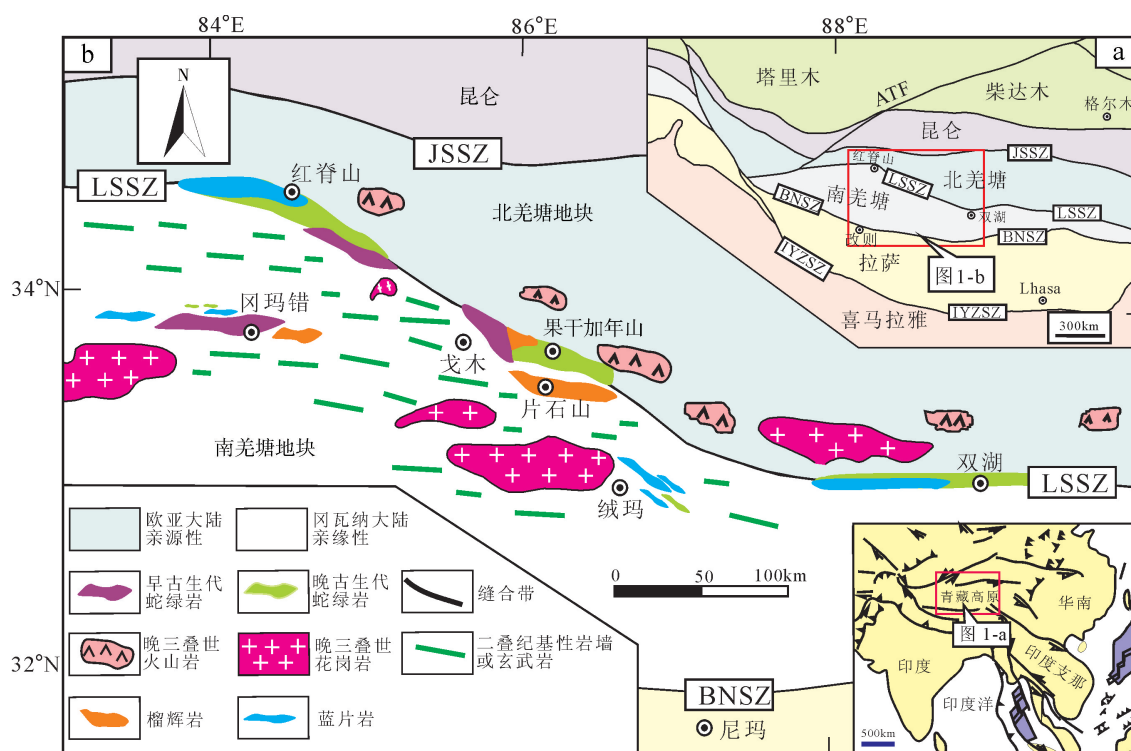 84°E
86°E
88°E
b
N
昆仑
JSSZ
LSSZ
红脊山
北羌塘地块
34°N
冈玛错
果干加年山
戈木
片石山
南羌塘地块
双湖
LSSZ
绒玛
欧亚大陆
亲源性
冈瓦纳大陆
亲缘性
早古生代
蛇绿岩
晚古生代
蛇绿岩
缝合带
晚三叠世
火山岩
晚三叠世
花岗岩
二叠纪基性岩墙
或玄武岩
榴辉岩
蓝片岩
32°N
0 50 100km
BNSZ
尼玛
a
塔里木
ATF
柴达木
格尔木
昆仑
JSSZ
红脊山
LSSZ
北羌塘
南羌塘
BNSZ
双湖
LSSZ
改则
BNSZ
拉萨
图1-b
IYZSZ
Lhasa
IYZSZ
喜马拉雅
300km
青藏高原
华南
图1-a
印度
印度支那
印度洋
500km